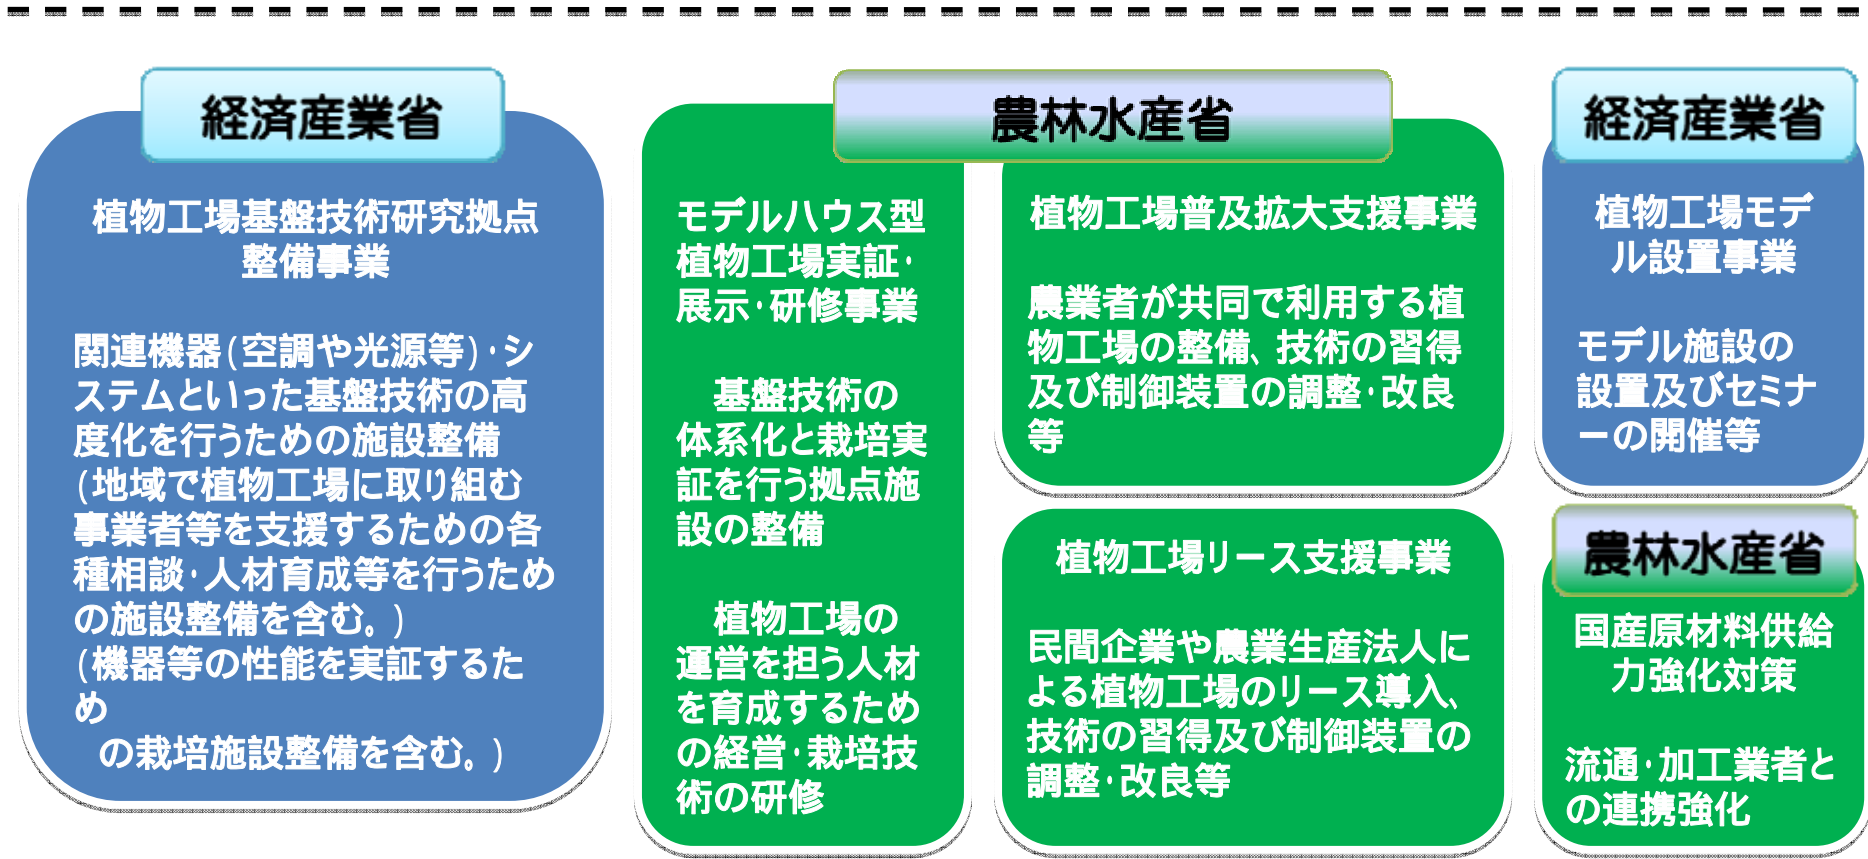 経済産業省
植物工場基盤技術研究拠点
整備事業
関連機器(空調や光源等)・シ
ステムといった基盤技術の高
度化を行うための施設整備
(地域で植物工場に取り組む
事業者等を支援するための各
種相談・人材育成等を行うため
の施設整備を含む。)
(機器等の性能を実証するた
め
の栽培施設整備を含む。)
農林水産省
モデルハウス型
植物工場実証・
展示・研修事業
基盤技術の
体系化と栽培実
証を行う拠点施
設の整備
植物工場の
運営を担う人材
を育成するため
の経営・栽培技
術の研修
植物工場普及拡大支援事業
農業者が共同で利用する植
物工場の整備、技術の習得
及び制御装置の調整・改良
等
植物工場リース支援事業
民間企業や農業生産法人に
よる植物工場のリース導入、
技術の習得及び制御装置の
調整・改良等
経済産業省
植物工場モデ
ル設置事業
モデル施設の
設置及びセミナ
ーの開催等
農林水産省
国産原材料供給
力強化対策
流通・加工業者と
の連携強化